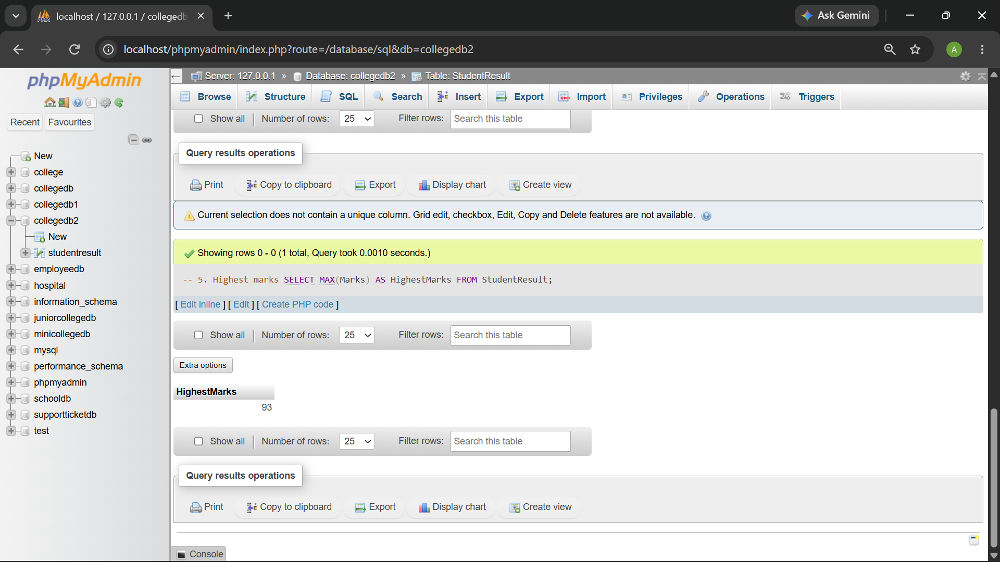 localhost / 127.0.0.1 / collegedb
Ask Gemini
localhost/phpmyadmin/index.php?route=/database/sql&db=collegedb2
A
phpMyAdmin
Recent
Favourites
New
college
collegedb
collegedb1
collegedb2
New
studentresult
employeedb
hospital
information_schema
juniorcollegedb
minicollegedb
mysql
performance_schema
phpmyadmin
schooldb
supportticketdb
test
Server: 127.0.0.1 » Database: collegedb2 » Table: StudentResult
Browse Structure SQL Search Insert Export Import Privileges Operations Triggers
Show all Number of rows: 25 Filter rows: Search this table
Query results operations
Print Copy to clipboard Export Display chart Create view
Current selection does not contain a unique column. Grid edit, checkbox, Edit, Copy and Delete features are not available.
Showing rows 0 - 0 (1 total, Query took 0.0010 seconds.)
-- 5. Highest marks SELECT MAX(Marks) AS HighestMarks FROM StudentResult;
[ Edit inline ] [ Edit ] [ Create PHP code ]
Show all Number of rows: 25 Filter rows: Search this table
Extra options
HighestMarks
93
Show all Number of rows: 25 Filter rows: Search this table
Query results operations
Print Copy to clipboard Export Display chart Create view
Console